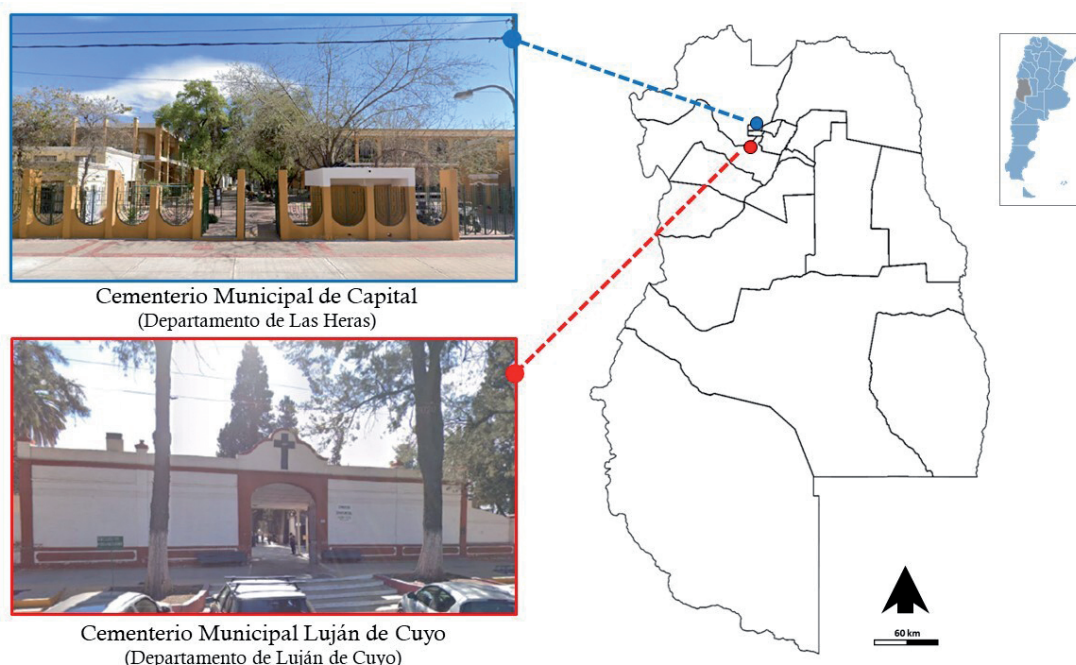 Cementerio Municipal de Capital
(Departamento de Las Heras)
Cementerio Municipal Luján de Cuyo
(Departamento de Luján de Cuyo)
60 km